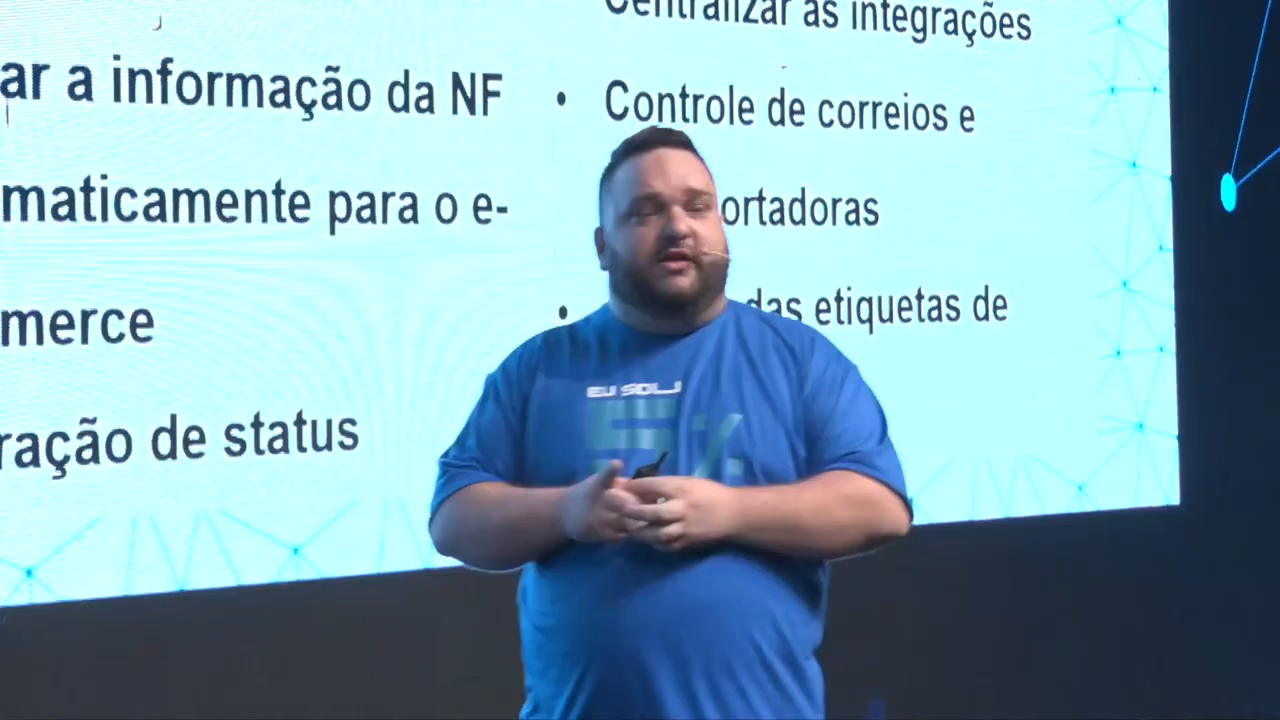 Centralizar as integrações
ar a informação da NF
• Controle de correios e
maticamente para o e-
ortadoras
merce
• das etiquetas de
ração de status
EU SOU
5%